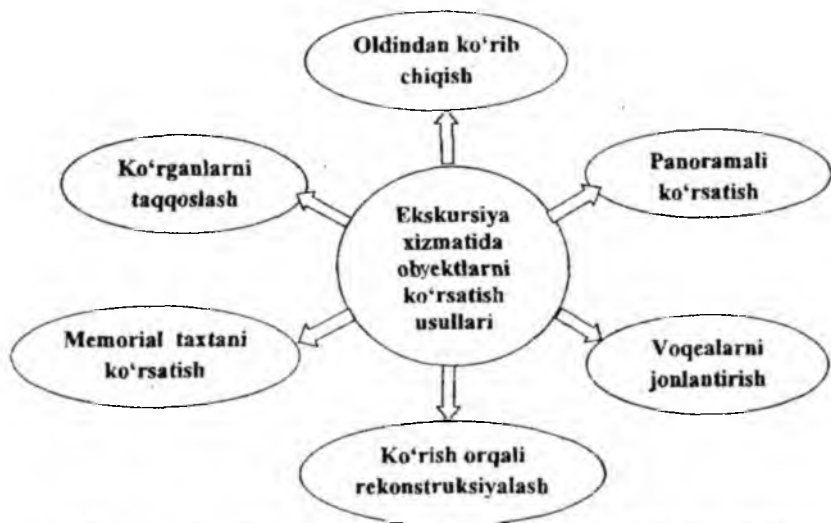 Oldindan ko‘rib
chiqish
Ko‘rganlarni
taqqoslash
Panoramali
ko‘rsatish
Ekskursiya
xizmatida
obyektlarni
ko‘rsatish
usullari
Memorial taxtani
ko‘rsatish
Voqealarni
jonlantirish
Ko‘rish orqali
rekonstruksiyalash